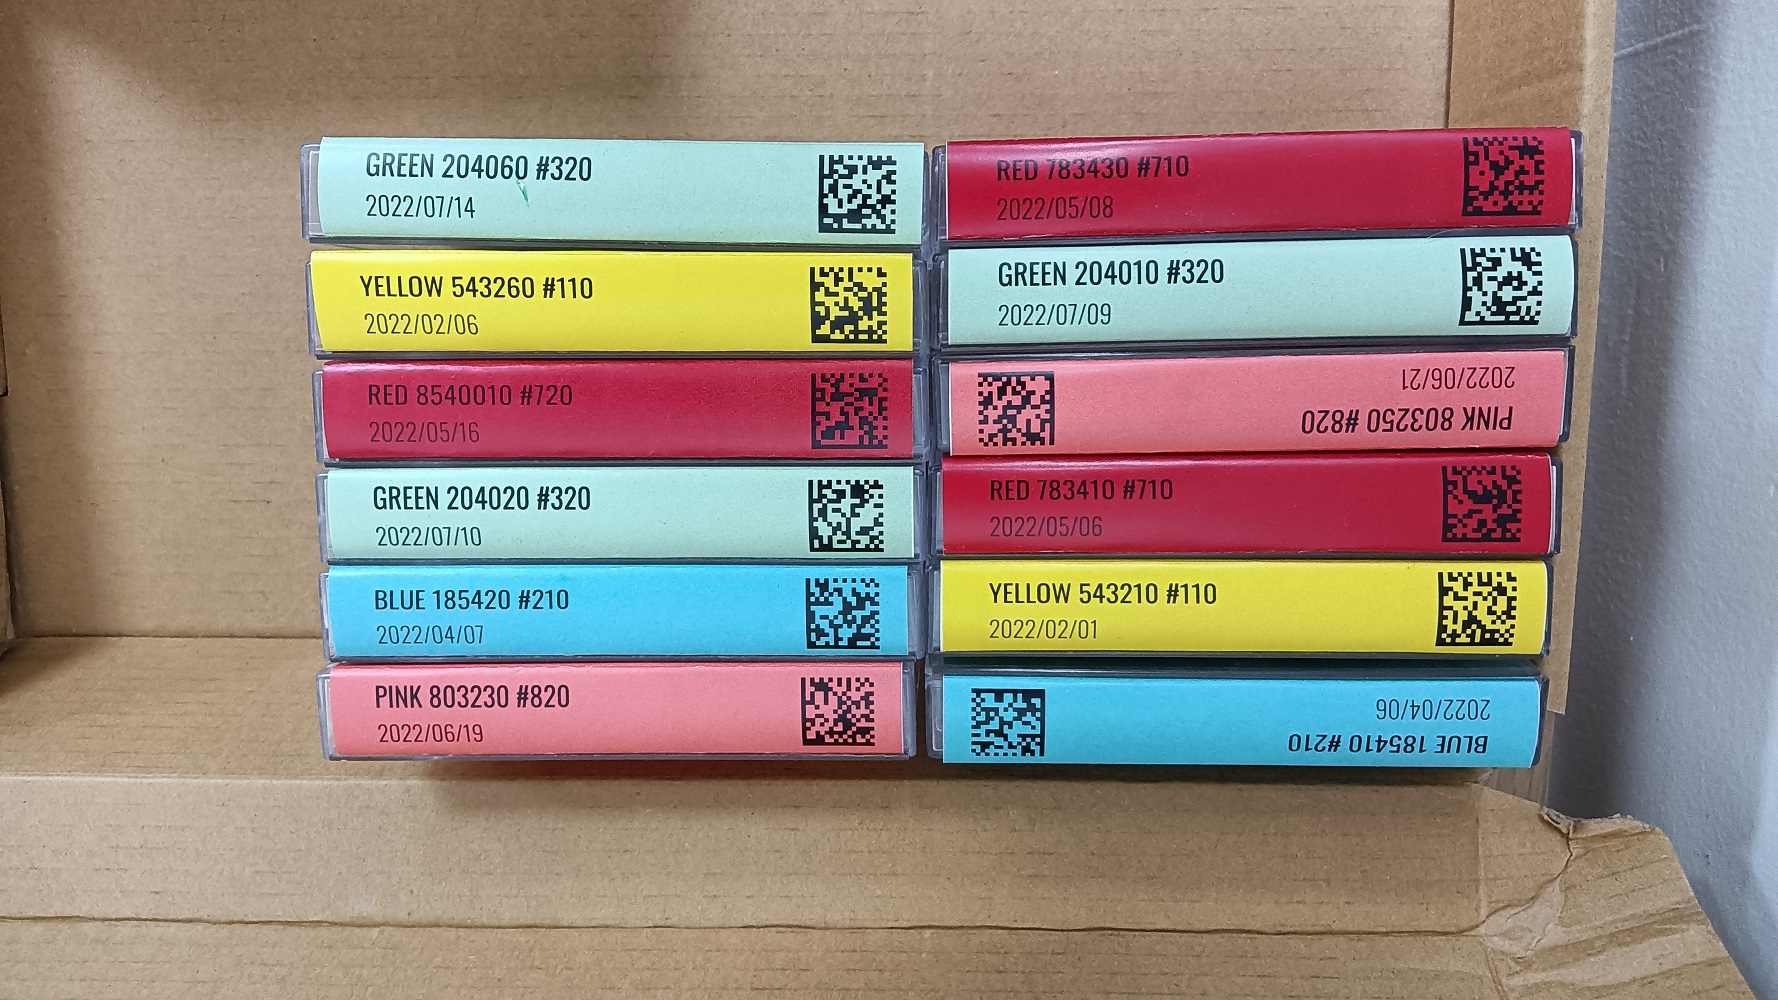 GREEN 204060 #320
2022/07/14
YELLOW 543260 #110
2022/02/06
RED 8540010 #720
2022/05/16
GREEN 204020 #320
2022/07/10
BLUE 185420 #210
2022/04/07
PINK 803230 #820
2022/06/19
RED 783430 #710
2022/05/08
GREEN 204010 #320
2022/07/09
PINK 803250 #820
2022/06/21
RED 783410 #710
2022/05/06
YELLOW 543210 #110
2022/02/01
BLUE 185410 #210
2022/04/06